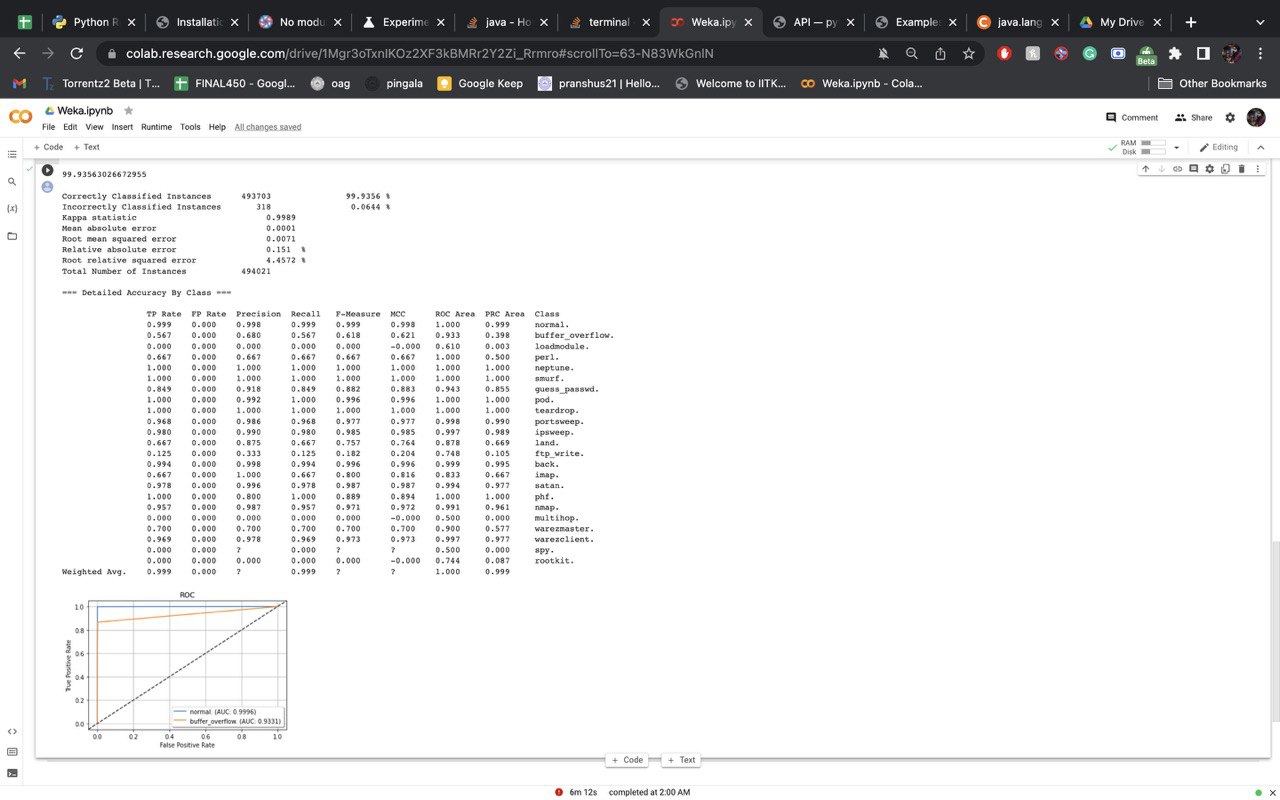 Python R
Installatio
No modu
Experime
java - Ho
terminal
Weka.ipy
API — py
Example
java.lang
My Drive
colab.research.google.com/drive/1Mgr3oTxnIKOz2XF3kBMRr2Y2Zi_Rrmro#scrollTo=63-N83WkGnIN
Beta
Torrentz2 Beta | T...
FINAL450 - Googl...
oag
pingala
Google Keep
pranshus21 | Hello...
Welcome to IITK...
Weka.ipynb - Cola...
Other Bookmarks
Weka.ipynb
File Edit View Insert Runtime Tools Help All changes saved
Comment Share
+ Code + Text
RAM
Disk
Editing
99.93563026672955
Correctly Classified Instances 493703 99.9356 %
Incorrectly Classified Instances 318 0.0644 %
Kappa statistic 0.9989
Mean absolute error 0.0001
Root mean squared error 0.0071
Relative absolute error 0.151 %
Root relative squared error 4.4572 %
Total Number of Instances 494021
=== Detailed Accuracy By Class ===
TP Rate FP Rate Precision Recall F-Measure MCC ROC Area PRC Area Class
0.999 0.000 0.998 0.999 0.999 0.998 1.000 0.999 normal.
0.567 0.000 0.680 0.567 0.618 0.621 0.933 0.398 buffer_overflow.
0.000 0.000 0.000 0.000 0.000 -0.000 0.610 0.003 loadmodule.
0.667 0.000 0.667 0.667 0.667 0.667 1.000 0.500 perl.
1.000 0.000 1.000 1.000 1.000 1.000 1.000 1.000 neptune.
1.000 0.000 1.000 1.000 1.000 1.000 1.000 1.000 smurf.
0.849 0.000 0.918 0.849 0.882 0.883 0.943 0.855 guess_passwd.
1.000 0.000 0.992 1.000 0.996 0.996 1.000 1.000 pod.
1.000 0.000 1.000 1.000 1.000 1.000 1.000 1.000 teardrop.
0.968 0.000 0.986 0.968 0.977 0.977 0.998 0.990 portsweep.
0.980 0.000 0.990 0.980 0.985 0.985 0.997 0.989 ipsweep.
0.667 0.000 0.875 0.667 0.757 0.764 0.878 0.669 land.
0.125 0.000 0.333 0.125 0.182 0.204 0.748 0.105 ftp_write.
0.994 0.000 0.998 0.994 0.996 0.996 0.999 0.995 back.
0.667 0.000 1.000 0.667 0.800 0.816 0.833 0.667 imap.
0.978 0.000 0.996 0.978 0.987 0.987 0.994 0.977 satan.
1.000 0.000 0.800 1.000 0.889 0.894 1.000 1.000 phf.
0.957 0.000 0.987 0.957 0.971 0.972 0.991 0.961 nmap.
0.000 0.000 0.000 0.000 0.000 -0.000 0.500 0.000 multihop.
0.700 0.000 0.700 0.700 0.700 0.700 0.900 0.577 warezmaster.
0.969 0.000 0.978 0.969 0.973 0.973 0.997 0.977 warezclient.
0.000 0.000 ? 0.000 ? ? 0.500 0.000 spy.
0.000 0.000 0.000 0.000 0.000 -0.000 0.744 0.087 rootkit.
Weighted Avg. 0.999 0.000 ? 0.999 ? ? 1.000 0.999
ROC
1.0
0.8
0.6
0.4
0.2
0.0
True Positive Rate
normal. (AUC: 0.9996)
buffer_overflow. (AUC: 0.9331)
0.0 0.2 0.4 0.6 0.8 1.0
False Positive Rate
+ Code + Text
6m 12s completed at 2:00 AM